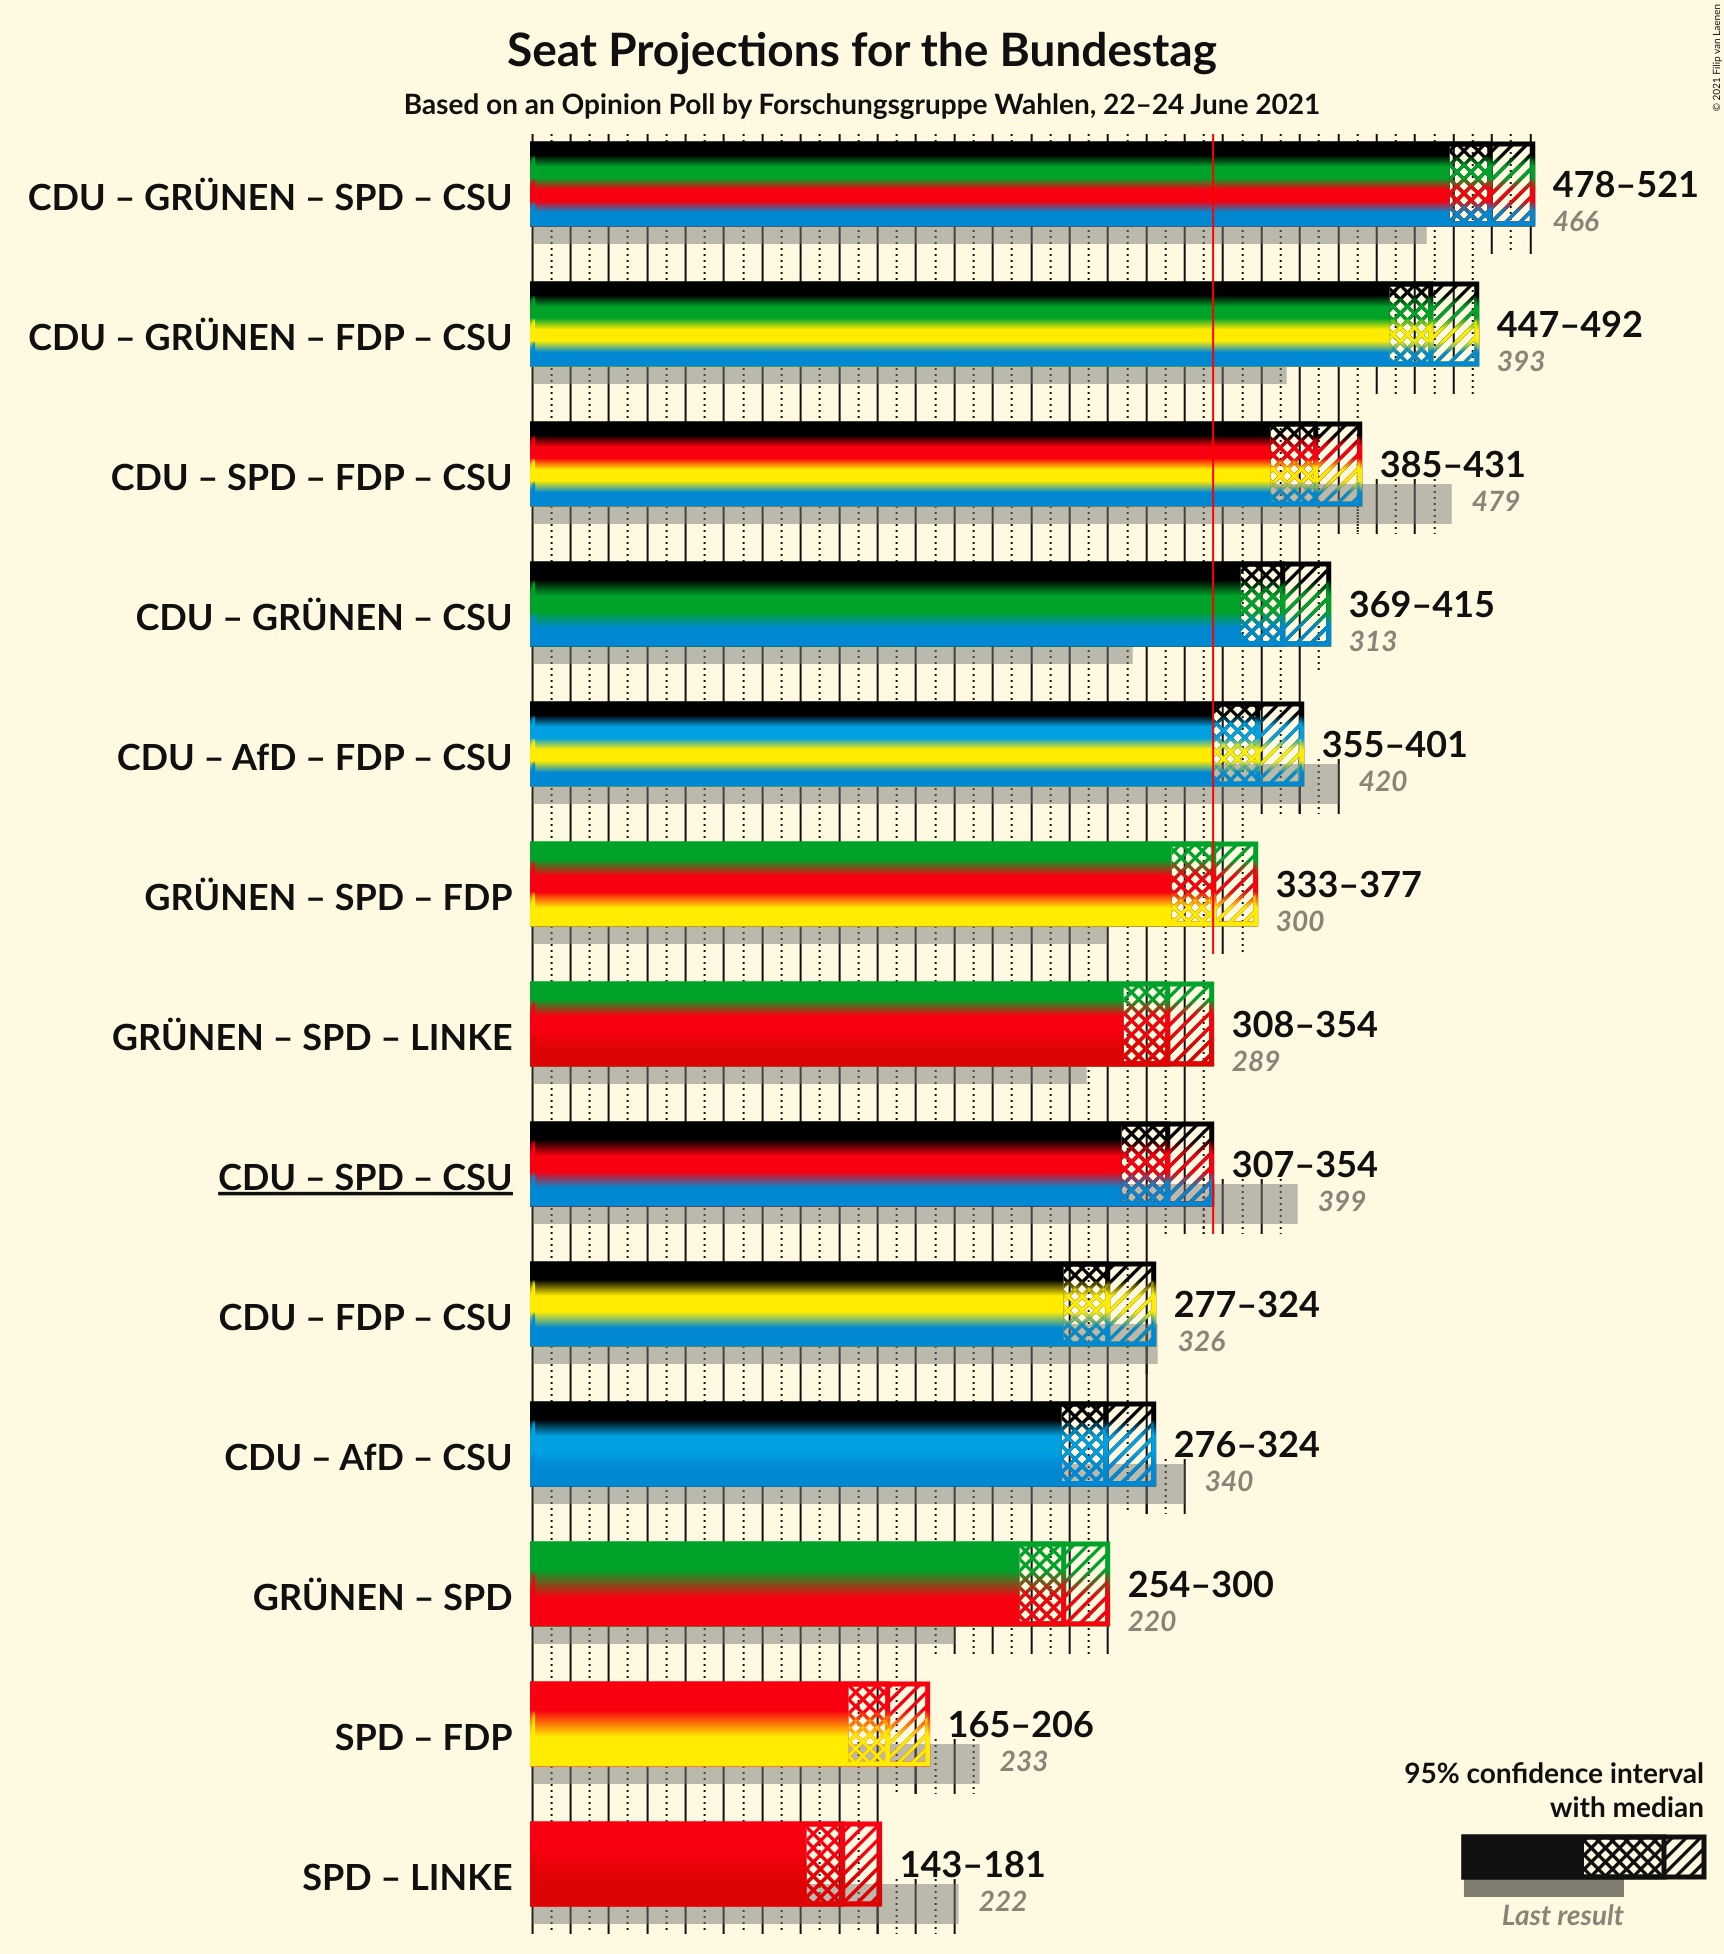 Seat Projections for the Bundestag
Based on an Opinion Poll by Forschungsgruppe Wahlen, 22–24 June 2021
© 2021 Filip van Laenen
CDU – GRÜNEN – SPD – CSU
478–521
466
CDU – GRÜNEN – FDP – CSU
447–492
393
CDU – SPD – FDP – CSU
385–431
479
CDU – GRÜNEN – CSU
369–415
313
CDU – AfD – FDP – CSU
355–401
420
GRÜNEN – SPD – FDP
333–377
300
GRÜNEN – SPD – LINKE
308–354
289
CDU – SPD – CSU
307–354
399
CDU – FDP – CSU
277–324
326
CDU – AfD – CSU
276–324
340
GRÜNEN – SPD
254–300
220
SPD – FDP
165–206
233
SPD – LINKE
143–181
222
95% confidence interval
with median
Last result